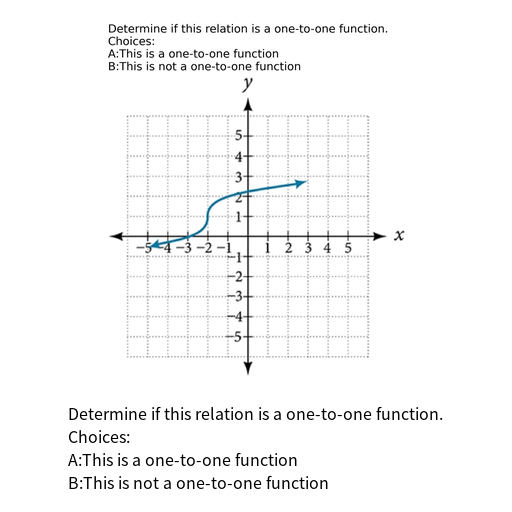 Determine if this relation is a one-to-one function.
Choices:
A:This is a one-to-one function
B:This is not a one-to-one function
y
5
4
3
2
1
-5 -4 -3 -2 -1 1 2 3 4 5 x
-1
-2
-3
-4
-5
Determine if this relation is a one-to-one function.
Choices:
A:This is a one-to-one function
B:This is not a one-to-one function